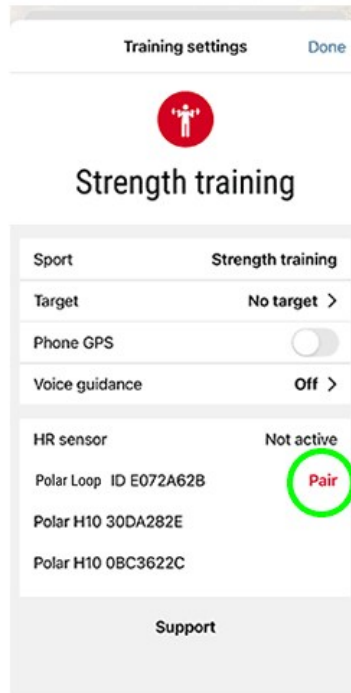 Training settings Done
Strength training
Sport Strength training
Target No target >
Phone GPS
Voice guidance Off >
HR sensor Not active
Polar Loop ID E072A62B Pair
Polar H10 30DA282E
Polar H10 0BC3622C
Support